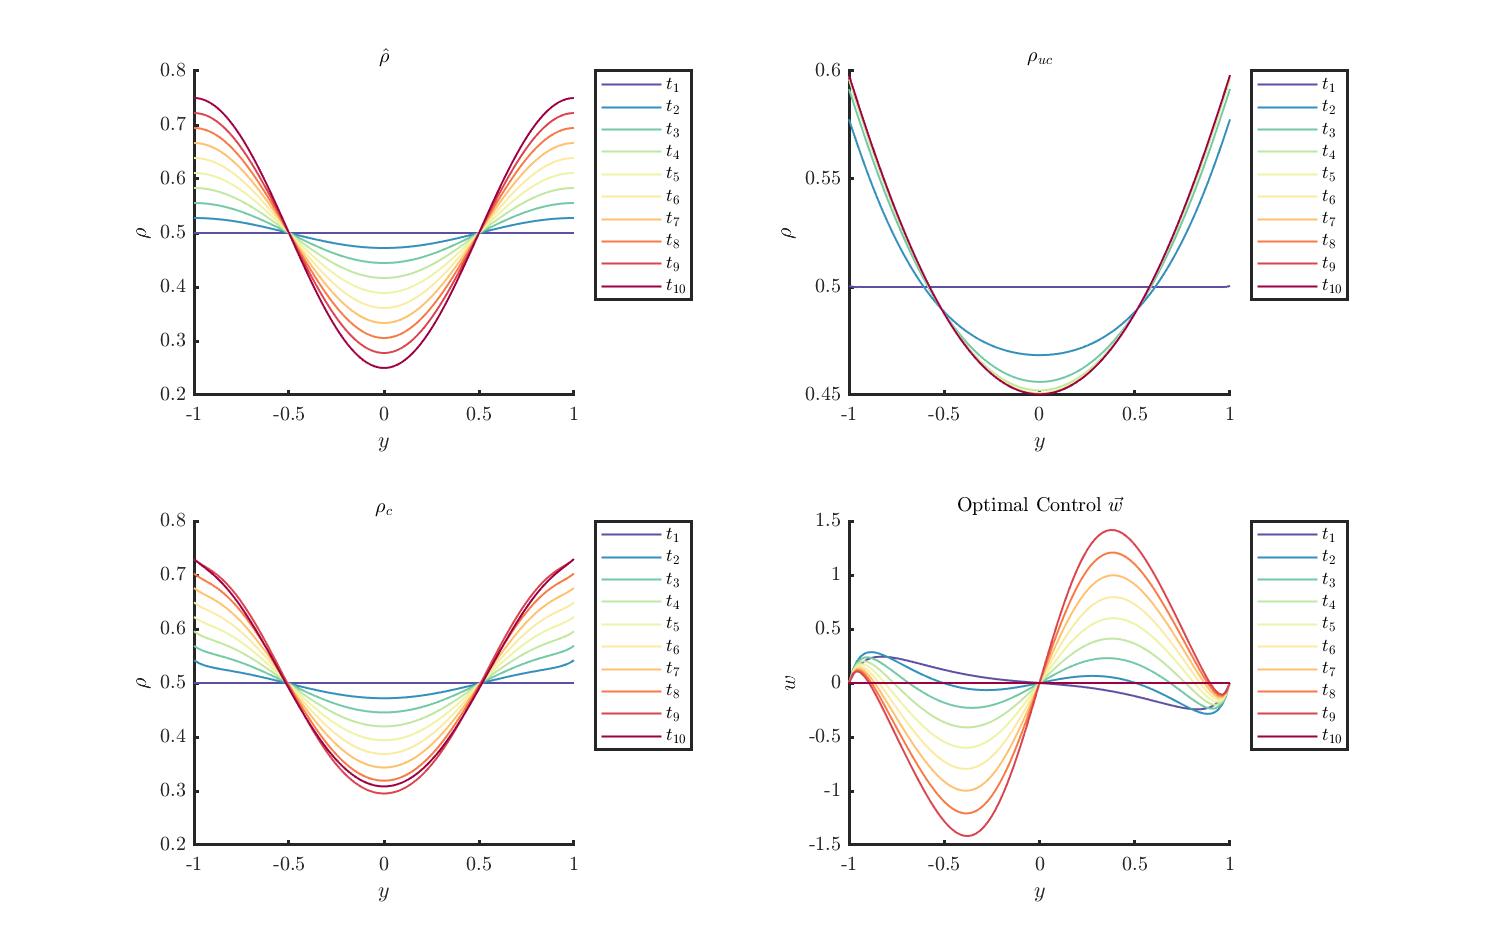 ρ̂
0.8
0.7
0.6
0.5
0.4
0.3
0.2
ρ
-1 -0.5 0 0.5 1
y
t₁
t₂
t₃
t₄
t₅
t₆
t₇
t₈
t₉
t₁₀
ρ_{uc}
0.6
0.55
0.5
0.45
ρ
-1 -0.5 0 0.5 1
y
t₁
t₂
t₃
t₄
t₅
t₆
t₇
t₈
t₉
t₁₀
ρ_c
0.8
0.7
0.6
0.5
0.4
0.3
0.2
ρ
-1 -0.5 0 0.5 1
y
t₁
t₂
t₃
t₄
t₅
t₆
t₇
t₈
t₉
t₁₀
Optimal Control w⃗
1.5
1
0.5
0
-0.5
-1
-1.5
w
-1 -0.5 0 0.5 1
y
t₁
t₂
t₃
t₄
t₅
t₆
t₇
t₈
t₉
t₁₀